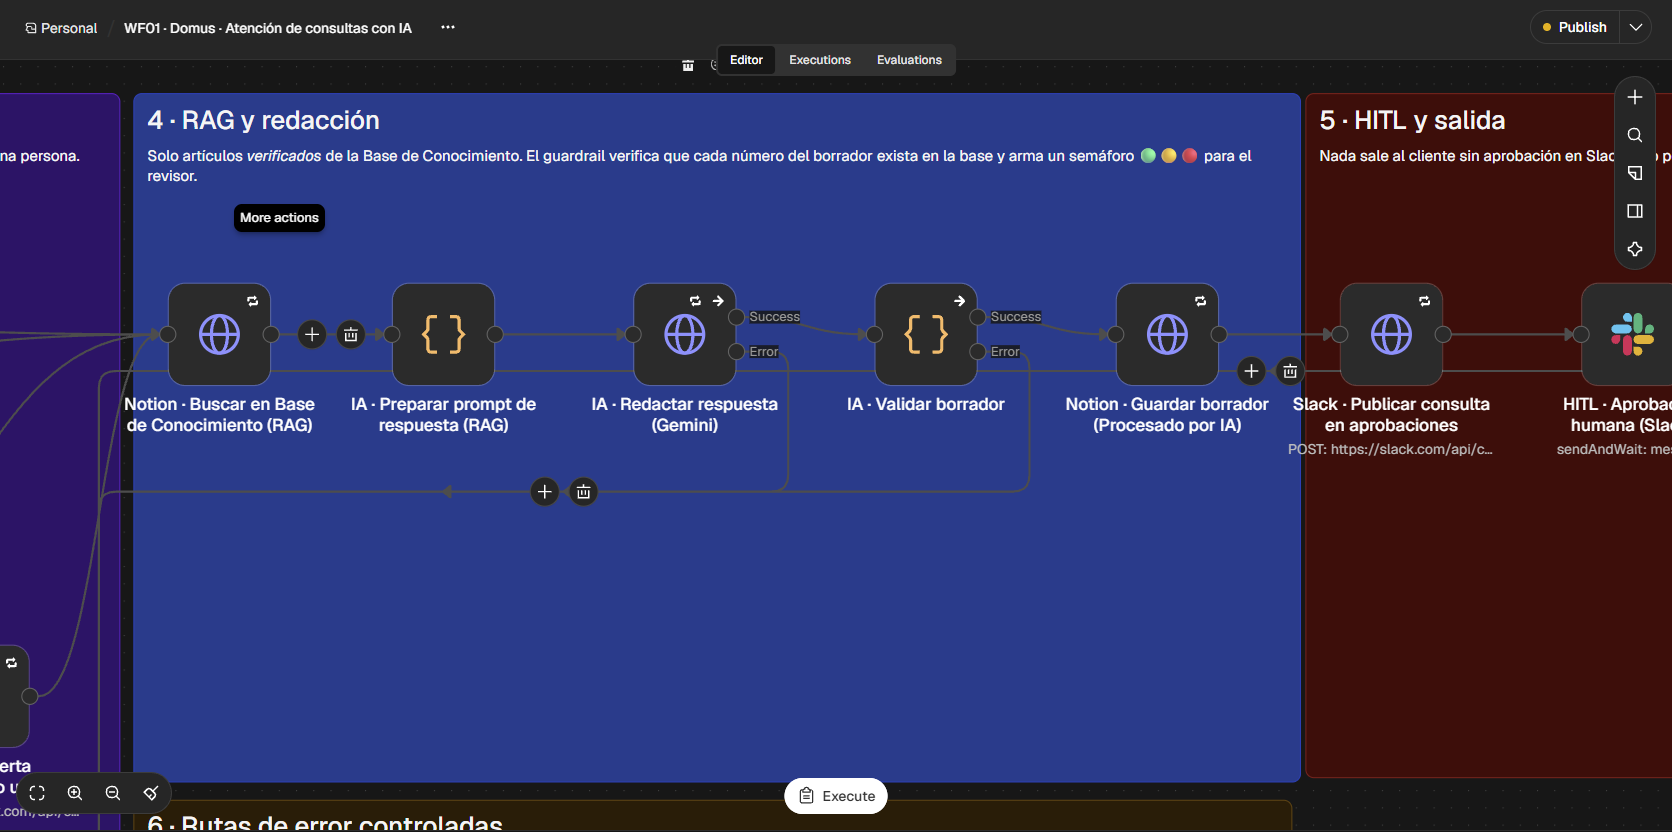 Personal / WF01 · Domus · Atención de consultas con IA ...
Publish
Editor Executions Evaluations
na persona.
4 · RAG y redacción
Solo artículos verificados de la Base de Conocimiento. El guardrail verifica que cada número del borrador exista en la base y arma un semáforo 🟢 🟡 🔴 para el
revisor.
5 · HITL y salida
Nada sale al cliente sin aprobación en Slac
More actions
Success
Error
Success
Error
Notion · Buscar en Base
de Conocimiento (RAG)
IA · Preparar prompt de
respuesta (RAG)
IA · Redactar respuesta
(Gemini)
IA · Validar borrador
Notion · Guardar borrador
(Procesado por IA)
Slack · Publicar consulta
en aprobaciones
POST: https://slack.com/api/c...
HITL · Aprobac
humana (Slac
sendAndWait: mes
erta
Execute
6 · Rutas de error controladas